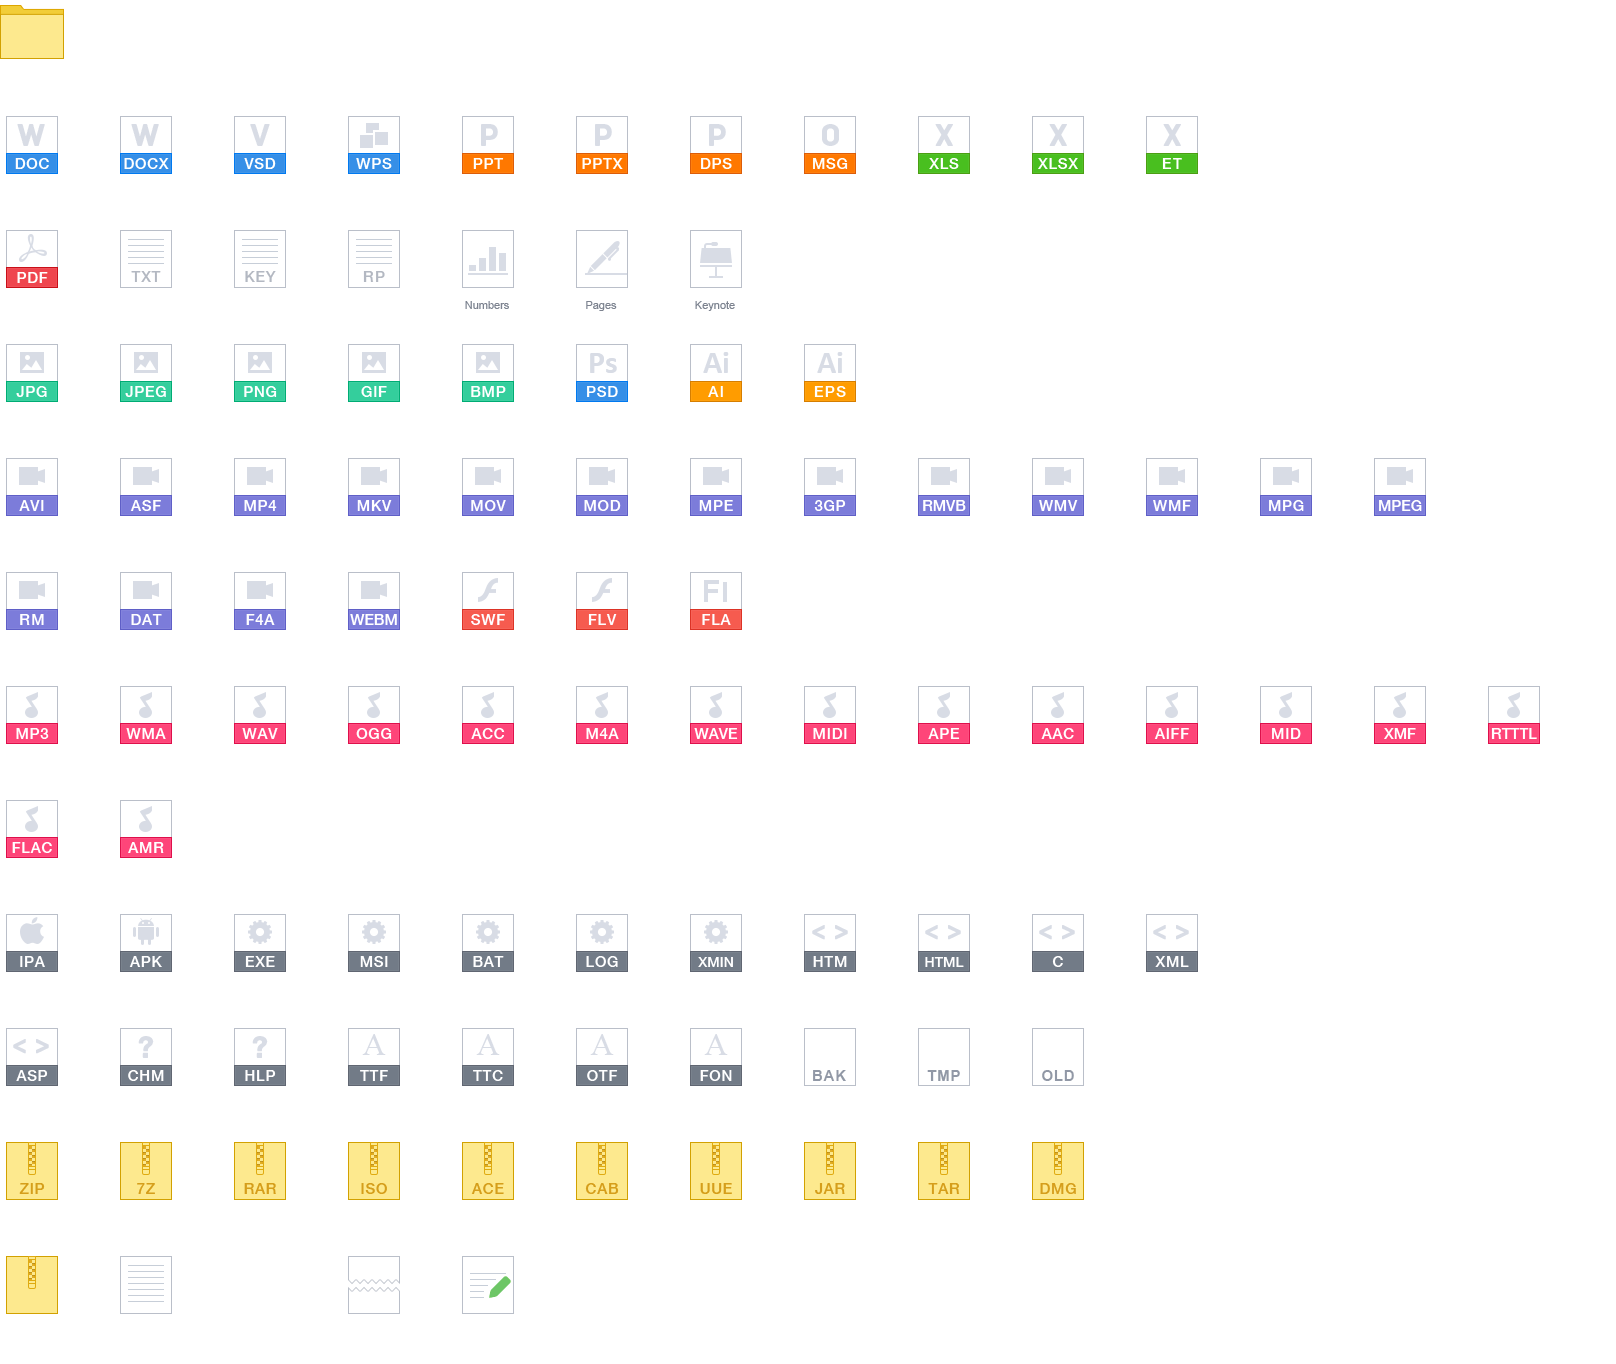 W W V P P P O X X X
DOC DOCX VSD WPS PPT PPTX DPS MSG XLS XLSX ET
PDF TXT KEY RP
Numbers Pages Keynote
Ps Ai Ai
JPG JPEG PNG GIF BMP PSD AI EPS
AVI ASF MP4 MKV MOV MOD MPE 3GP RMVB WMV WMF MPG MPEG
Fl
RM DAT F4A WEBM SWF FLV FLA
MP3 WMA WAV OGG ACC M4A WAVE MIDI APE AAC AIFF MID XMF RTTTL
FLAC AMR
< > < > < > < >
IPA APK EXE MSI BAT LOG XMIN HTM HTML C XML
< > ? ? A A A A
ASP CHM HLP TTF TTC OTF FON BAK TMP OLD
ZIP 7Z RAR ISO ACE CAB UUE JAR TAR DMG